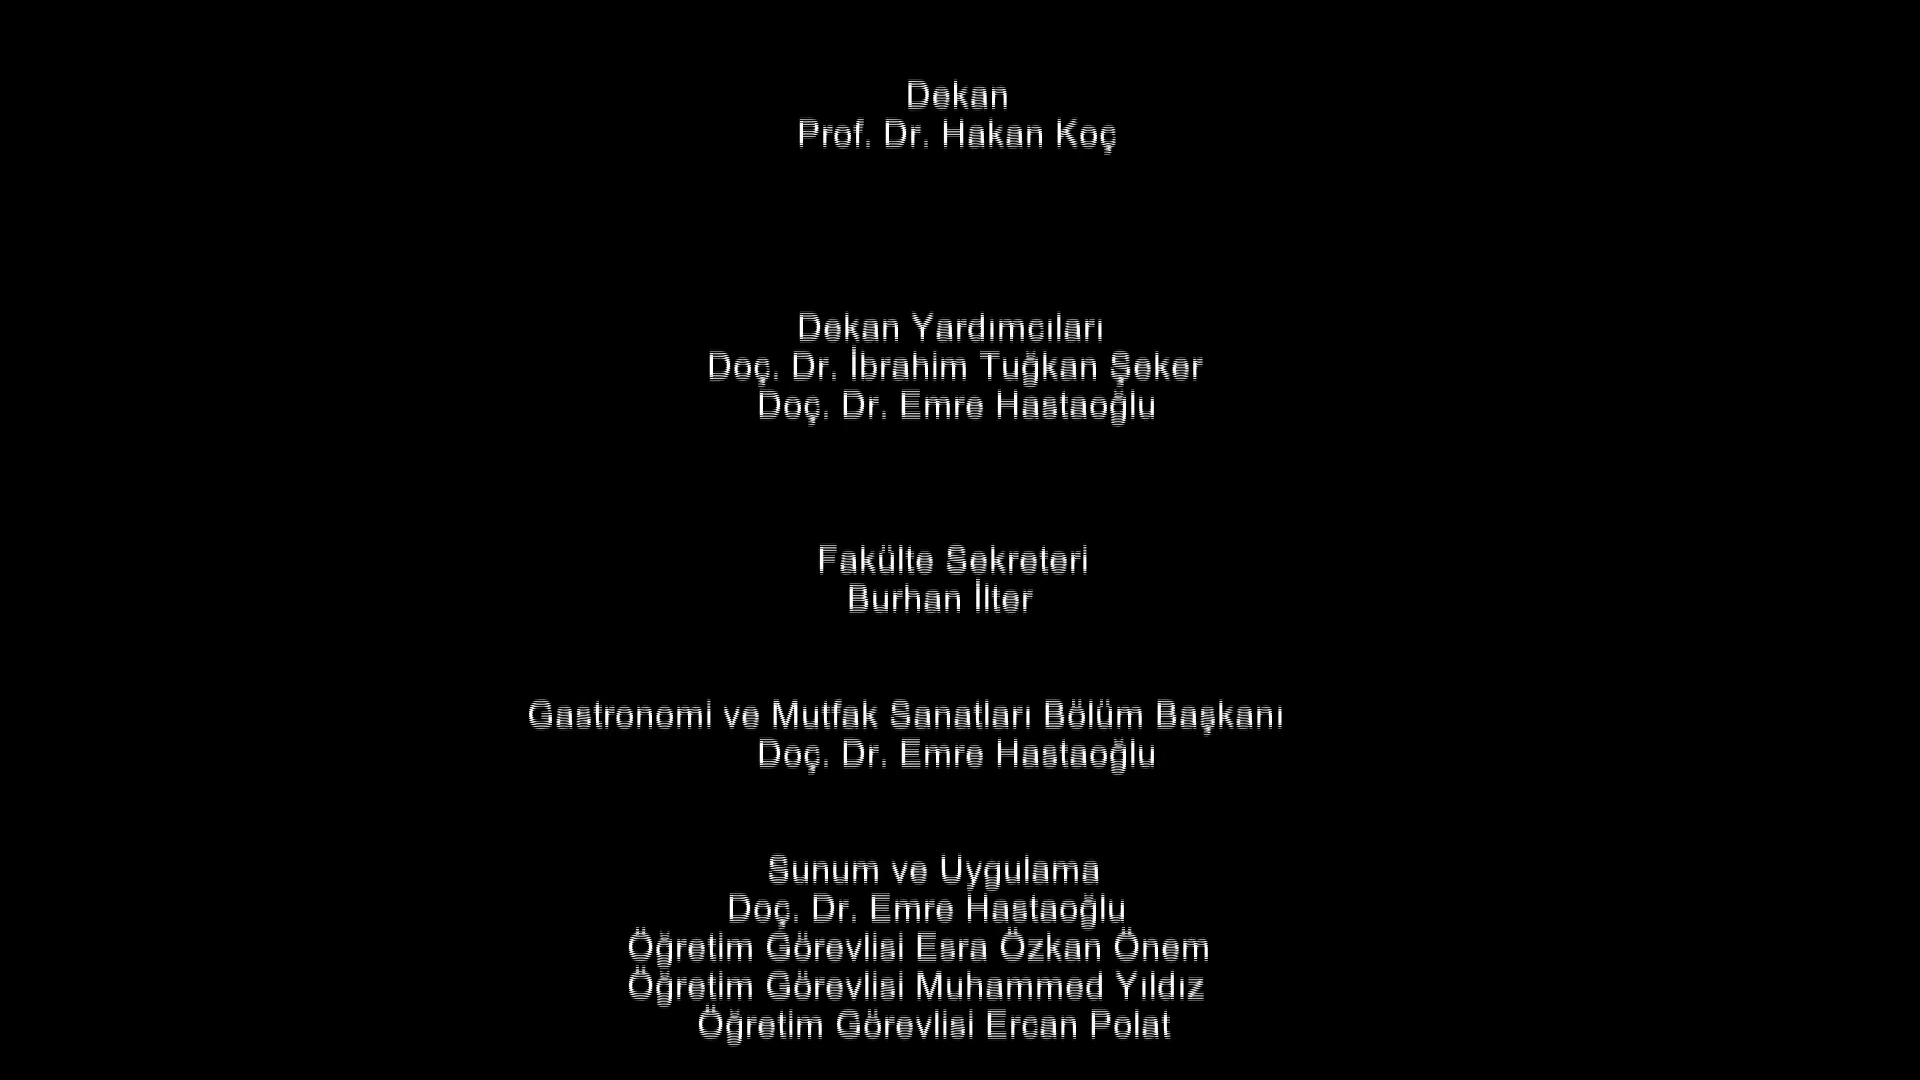 Dekan
Prof. Dr. Hakan Koç
Dekan Yardımcıları
Doç. Dr. İbrahim Tuğkan Şeker
Doç. Dr. Emre Hastaoğlu
Fakülte Sekreteri
Burhan İlter
Gastronomi ve Mutfak Sanatları Bölüm Başkanı
Doç. Dr. Emre Hastaoğlu
Sunum ve Uygulama
Doç. Dr. Emre Hastaoğlu
Öğretim Görevlisi Esra Özkan Önem
Öğretim Görevlisi Muhammed Yıldız
Öğretim Görevlisi Ercan Polat